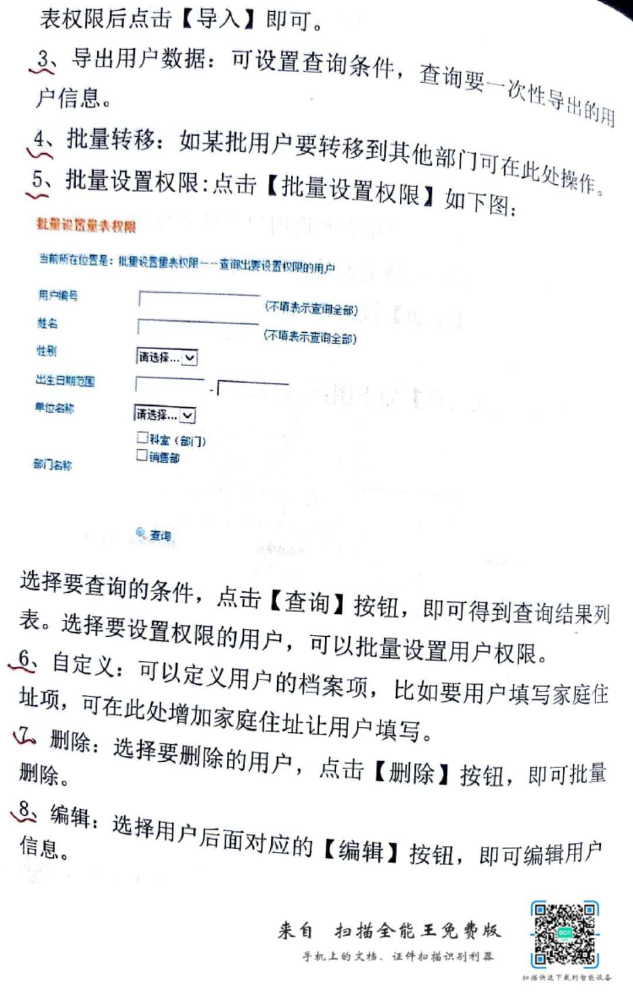 表权限后点击【导入】即可。
3、导出用户数据：可设置查询条件，查询要一次性导出的用
户信息。
4、批量转移：如某批用户要转移到其他部门可在此处操作。
5、批量设置权限:点击【批量设置权限】如下图：
批量设置量表权限
当前所在位置是：批量设置量表权限——查询出要设置权限的用户
用户编号 (不填表示查询全部)
姓名 (不填表示查询全部)
性别 请选择...
出生日期范围 -
单位名称 请选择...
科室（部门）
销售部
部门名称
查询
选择要查询的条件，点击【查询】按钮，即可得到查询结果列
表。选择要设置权限的用户，可以批量设置用户权限。
6、自定义：可以定义用户的档案项，比如要用户填写家庭住
址项，可在此处增加家庭住址让用户填写。
7、删除：选择要删除的用户，点击【删除】按钮，即可批量
删除。
8、编辑：选择用户后面对应的【编辑】按钮，即可编辑用户
信息。
来自 扫描全能王免费版
手机上的文档、证件扫描识别利器
扫描快速下载到智能设备